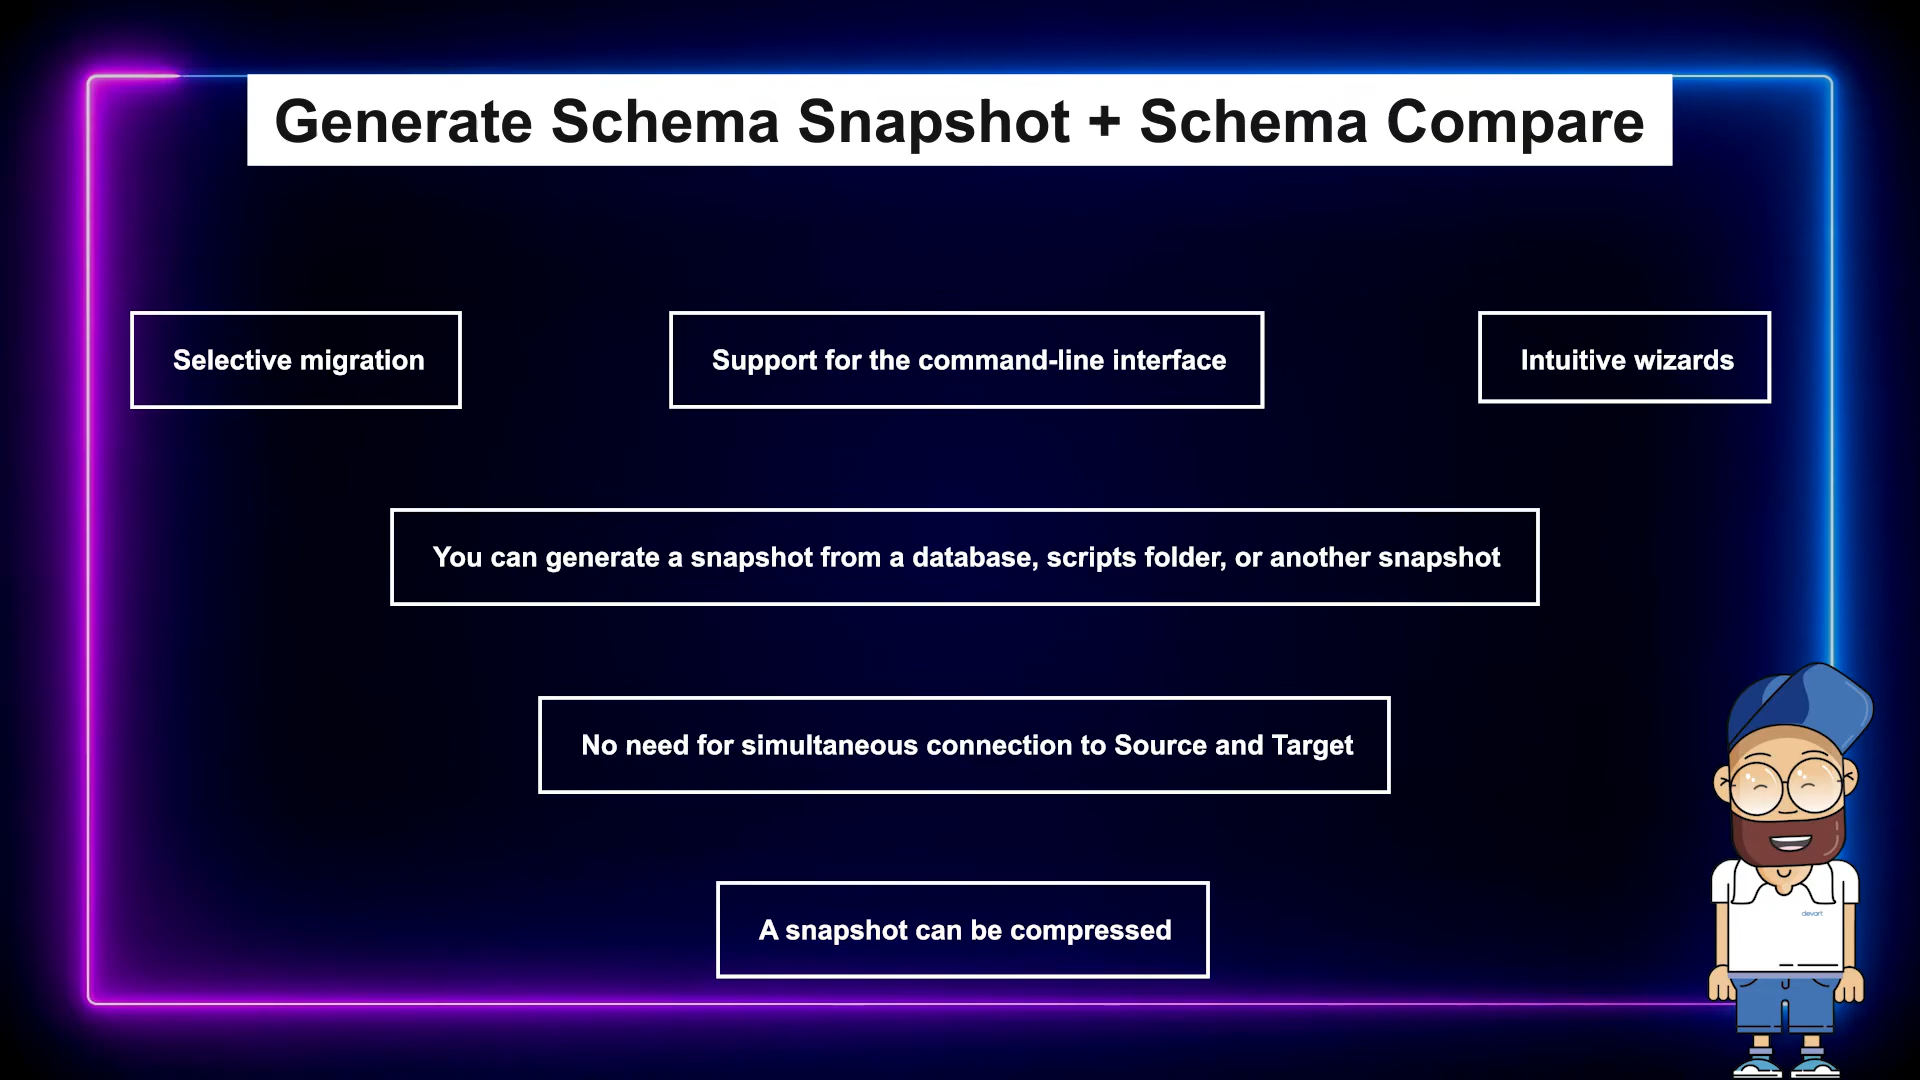 Generate Schema Snapshot + Schema Compare
Selective migration
Support for the command-line interface
Intuitive wizards
You can generate a snapshot from a database, scripts folder, or another snapshot
No need for simultaneous connection to Source and Target
A snapshot can be compressed
devart